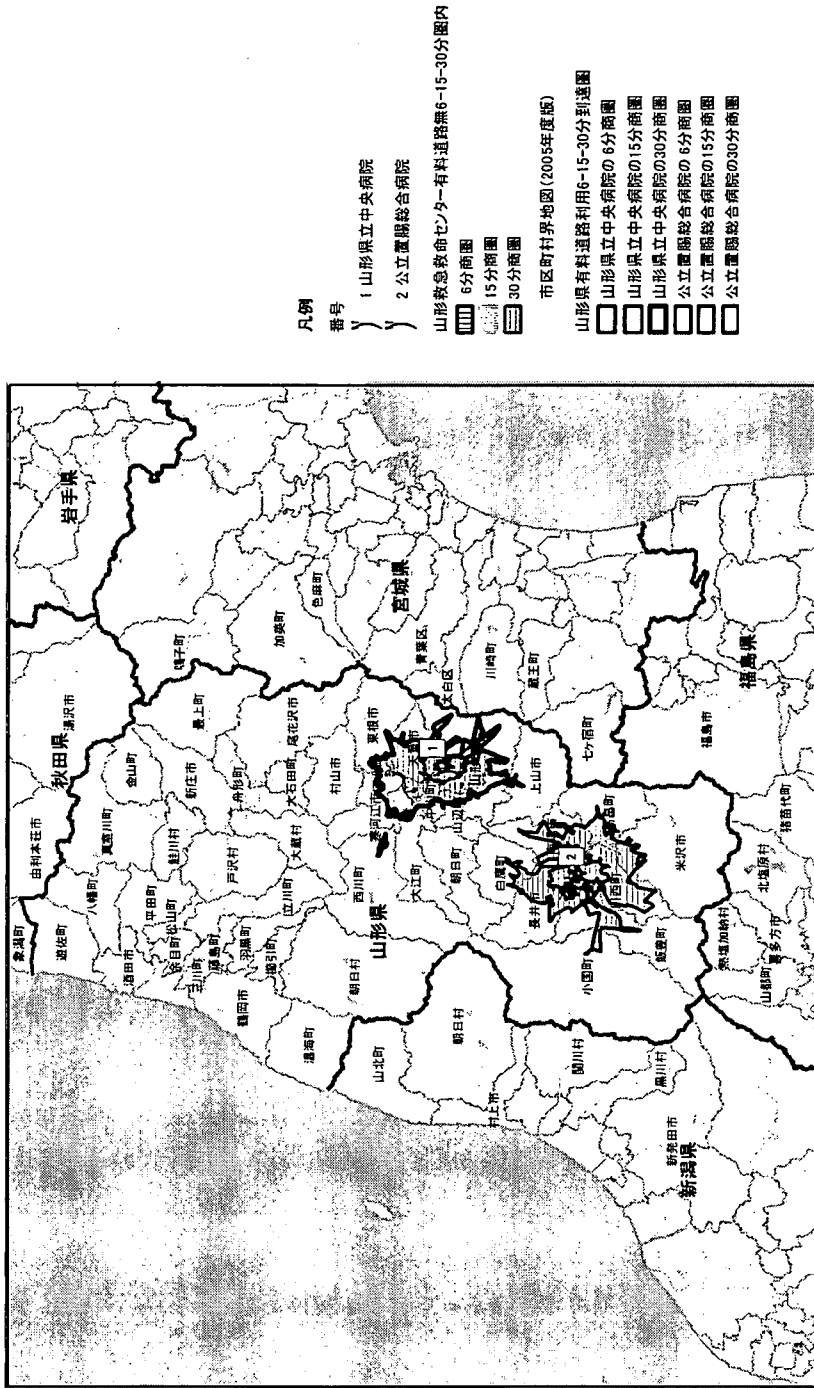 凡例
番号
1 山形県立中央病院
2 公立置賜総合病院
山形救急救命センター有料道路無6-15-30分圏内
6分商圏
15分商圏
30分商圏
市区町村界地図(2005年度版)
山形県有料道路利用6-15-30分到達圏
山形県立中央病院の 6分商圏
山形県立中央病院の15分商圏
山形県立中央病院の30分商圏
公立置賜総合病院の 6分商圏
公立置賜総合病院の15分商圏
公立置賜総合病院の30分商圏
象潟町
由利本荘市
秋田県
湯沢市
岩手県
遊佐町
八幡町
真室川町
金山町
酒田市
平田町
鮭川村
新庄市
最上町
鳴子町
余目町
松山町
戸沢村
舟形町
三川町
藤島町
加美町
色麻町
鶴岡市
羽黒町
立川町
大蔵村
大石田町
尾花沢市
櫛引町
温海町
朝日村
西川町
村山市
東根市
宮城県
山形県
寒河江市
山北町
大江町
天童市
1
青葉区
朝日村
朝日町
山辺
太白区
川崎町
村上市
白鷹町
上山市
蔵王町
長井
2
七ヶ宿町
関川村
小国町
黒川村
飯豊町
米沢市
福島市
新発田市
新潟県
福島県
熱塩加納村
北塩原村
猪苗代町
山都町
喜多方市